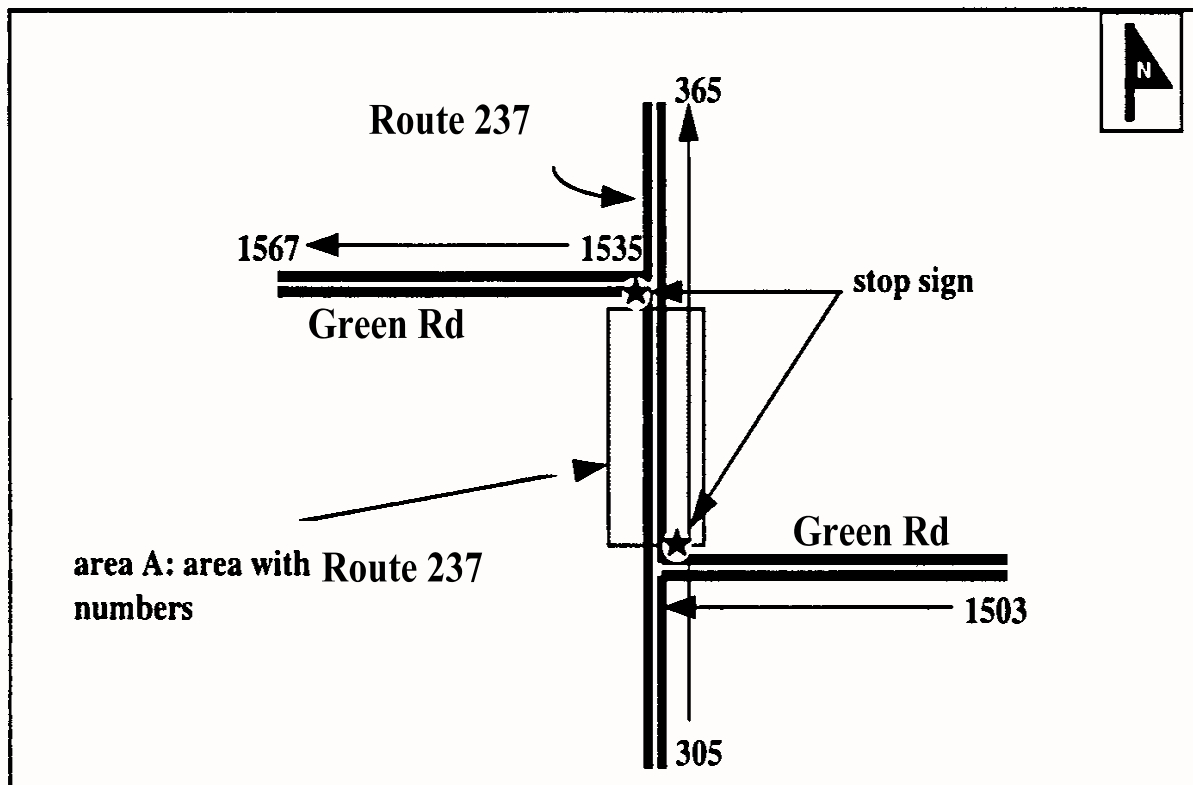 N
365
Route 237
1567
1535
stop sign
Green Rd
Green Rd
area A: area with Route 237
numbers
1503
305